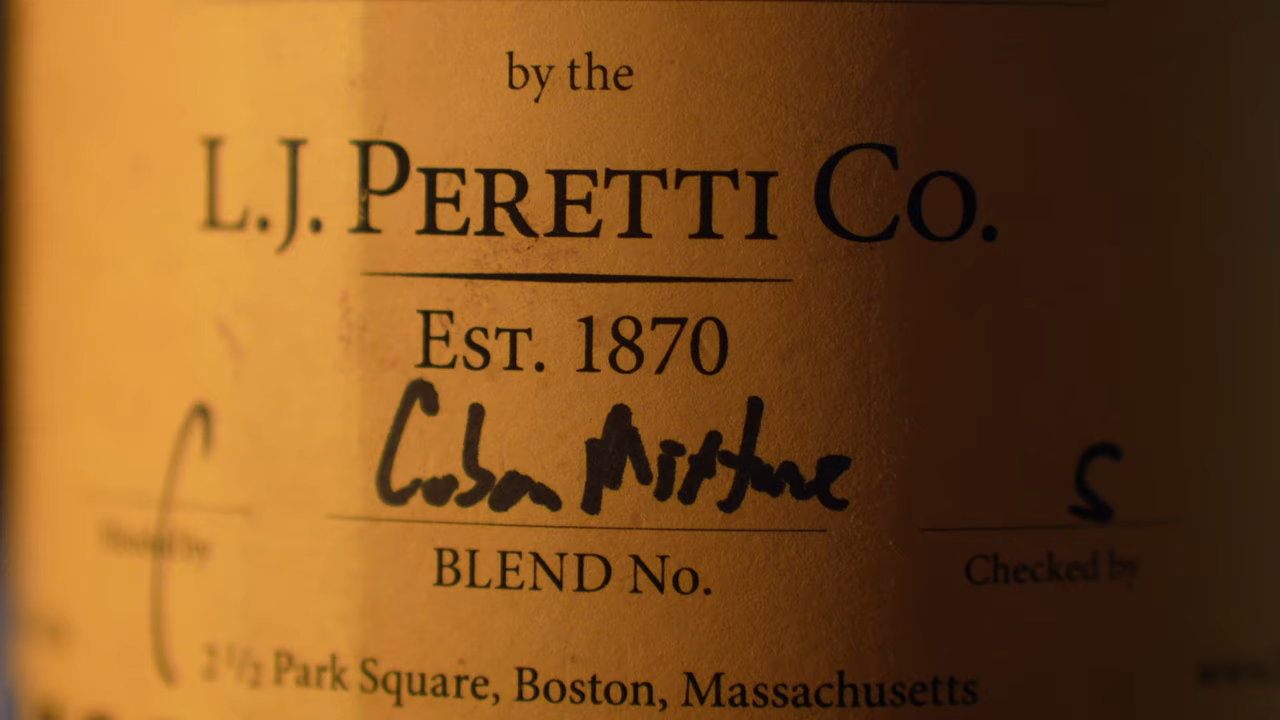 by the
L.J. PERETTI CO.
EST. 1870
Cuban Mixture
S
BLEND No.
Checked by
2 1/2 Park Square, Boston, Massachusetts